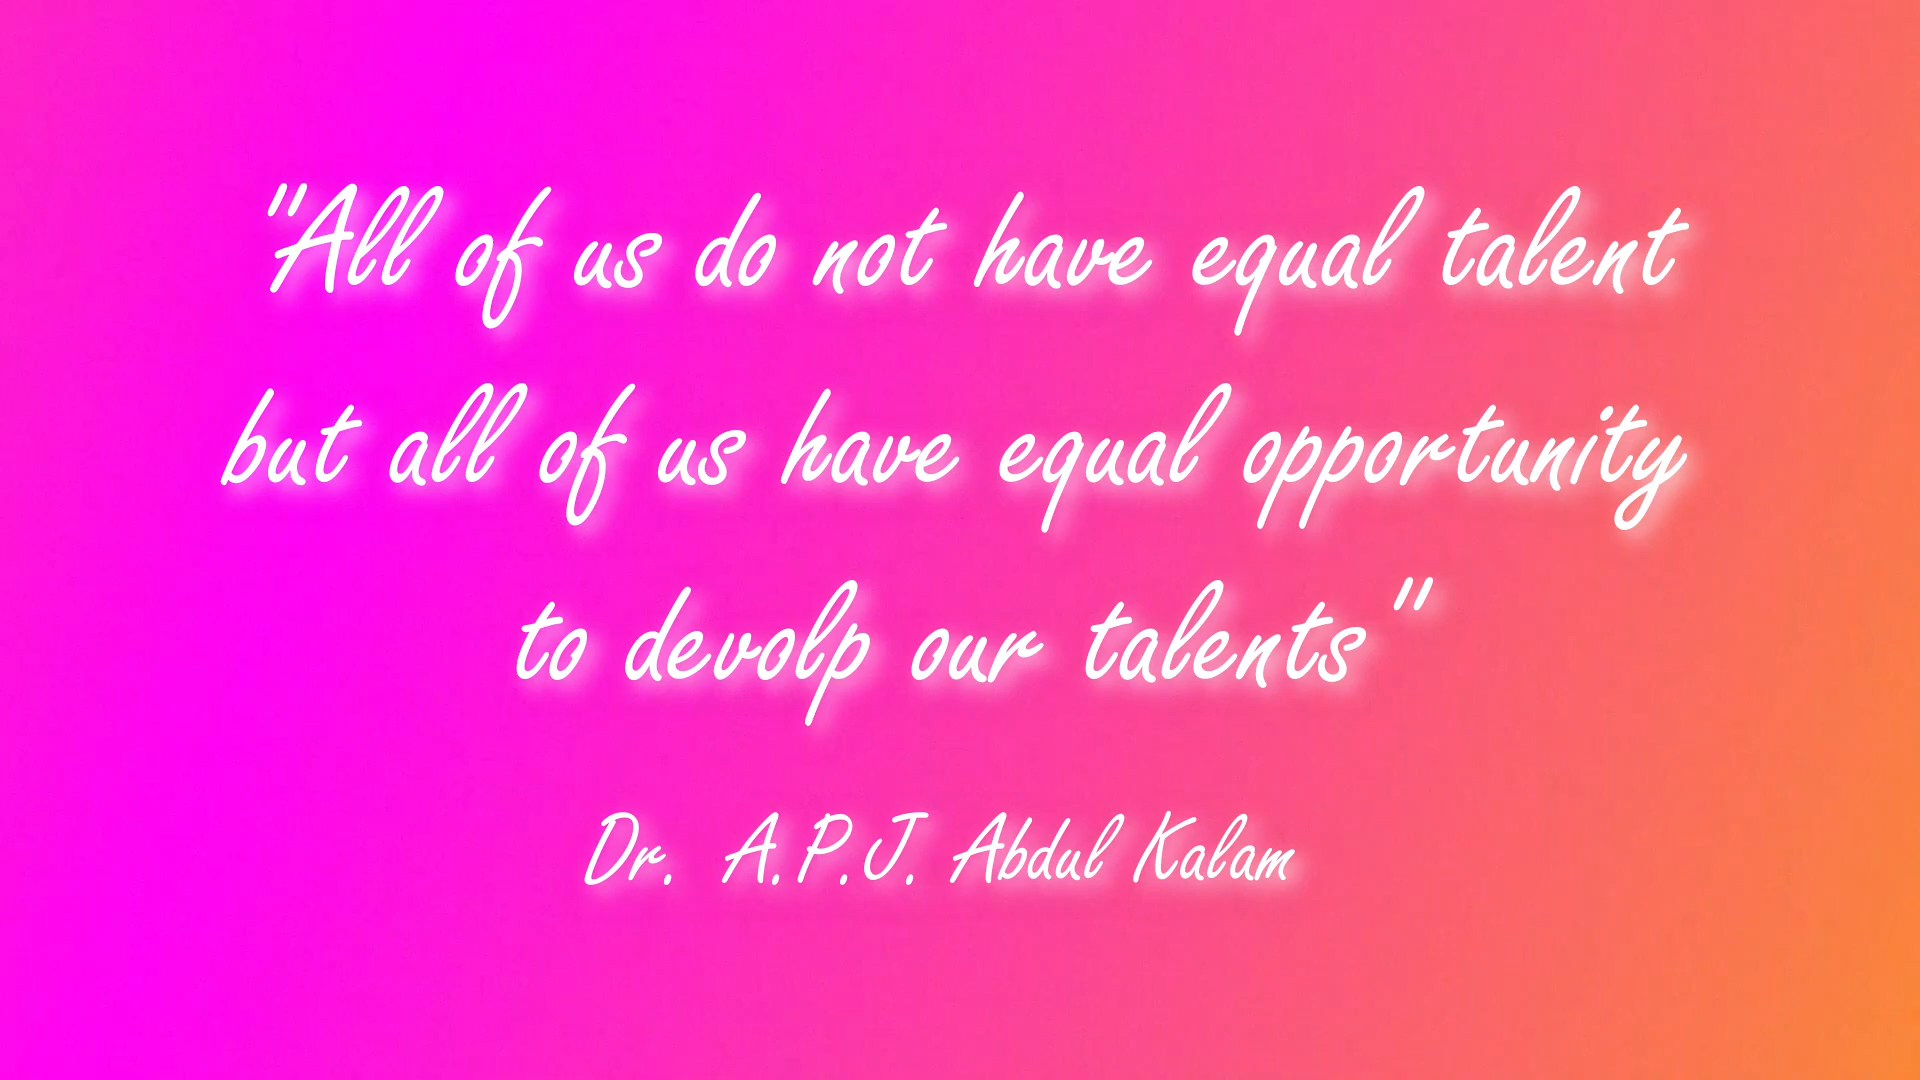 "All of us do not have equal talent
but all of us have equal opportunity
to devolp our talents"
Dr. A.P.J. Abdul Kalam